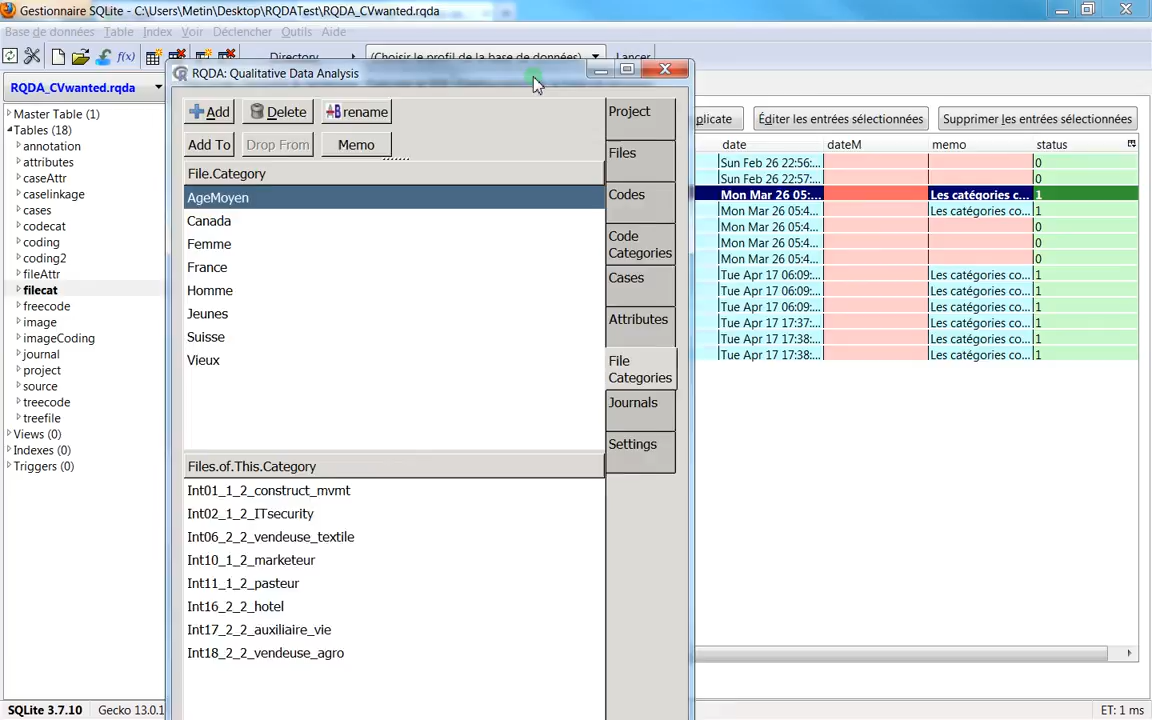 Gestionnaire SQLite - C:\Users\Metin\Desktop\RQDATest\RQDA_CVwanted.rqda
Base de données Table Index Voir Déclencher Outils Aide
f(x) Directory (Choisir le profil de la base de données) Lancer
RQDA_CVwanted.rqda
Master Table (1)
Tables (18)
annotation
attributes
caseAttr
caselinkage
cases
codecat
coding
coding2
fileAttr
filecat
freecode
image
imageCoding
journal
project
source
treecode
treefile
Views (0)
Indexes (0)
Triggers (0)
RQDA: Qualitative Data Analysis
Add Delete rename
Add To Drop From Memo
File.Category
AgeMoyen
Canada
Femme
France
Homme
Jeunes
Suisse
Vieux
Files.of.This.Category
Int01_1_2_construct_mvmt
Int02_1_2_ITsecurity
Int06_2_2_vendeuse_textile
Int10_1_2_marketeur
Int11_1_2_pasteur
Int16_2_2_hotel
Int17_2_2_auxiliaire_vie
Int18_2_2_vendeuse_agro
Project
Files
Codes
Code
Categories
Cases
Attributes
File
Categories
Journals
Settings
plicate Éditer les entrées sélectionnées Supprimer les entrées sélectionnées
date dateM memo status
Sun Feb 26 22:56:... 0
Sun Feb 26 22:57:... 0
Mon Mar 26 05:... Les catégories c... 1
Mon Mar 26 05:4... Les catégories co... 1
Mon Mar 26 05:4... 0
Mon Mar 26 05:4... 0
Mon Mar 26 05:4... 0
Tue Apr 17 06:09:... Les catégories co... 1
Tue Apr 17 06:09:... Les catégories co... 1
Tue Apr 17 06:09:... Les catégories co... 1
Tue Apr 17 17:37:... Les catégories co... 1
Tue Apr 17 17:38:... Les catégories co... 1
Tue Apr 17 17:38:... Les catégories co... 1
SQLite 3.7.10 Gecko 13.0.1 ET: 1 ms